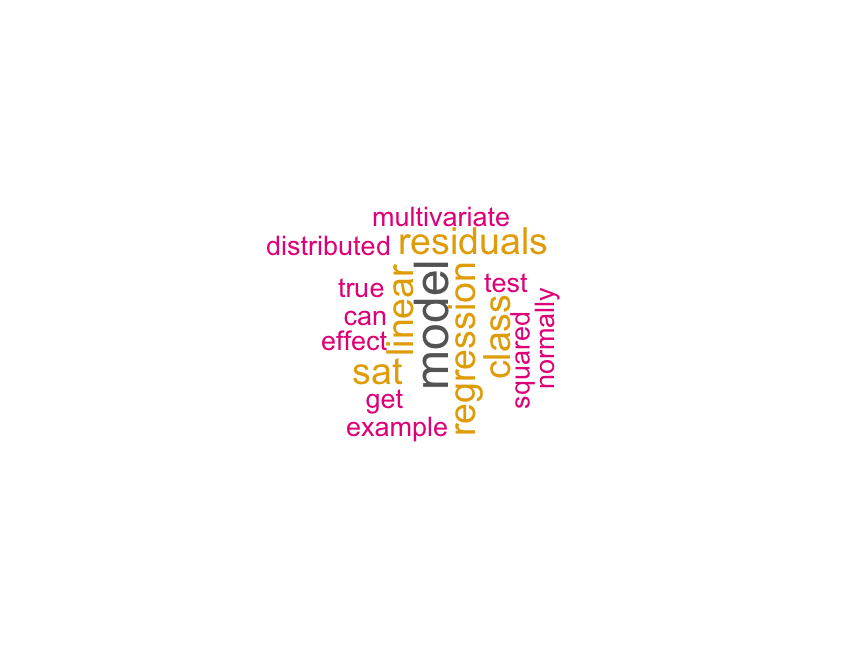 multivariate
distributed
residuals
true
can
effect
linear
model
regression
test
class
squared
normally
sat
get
example